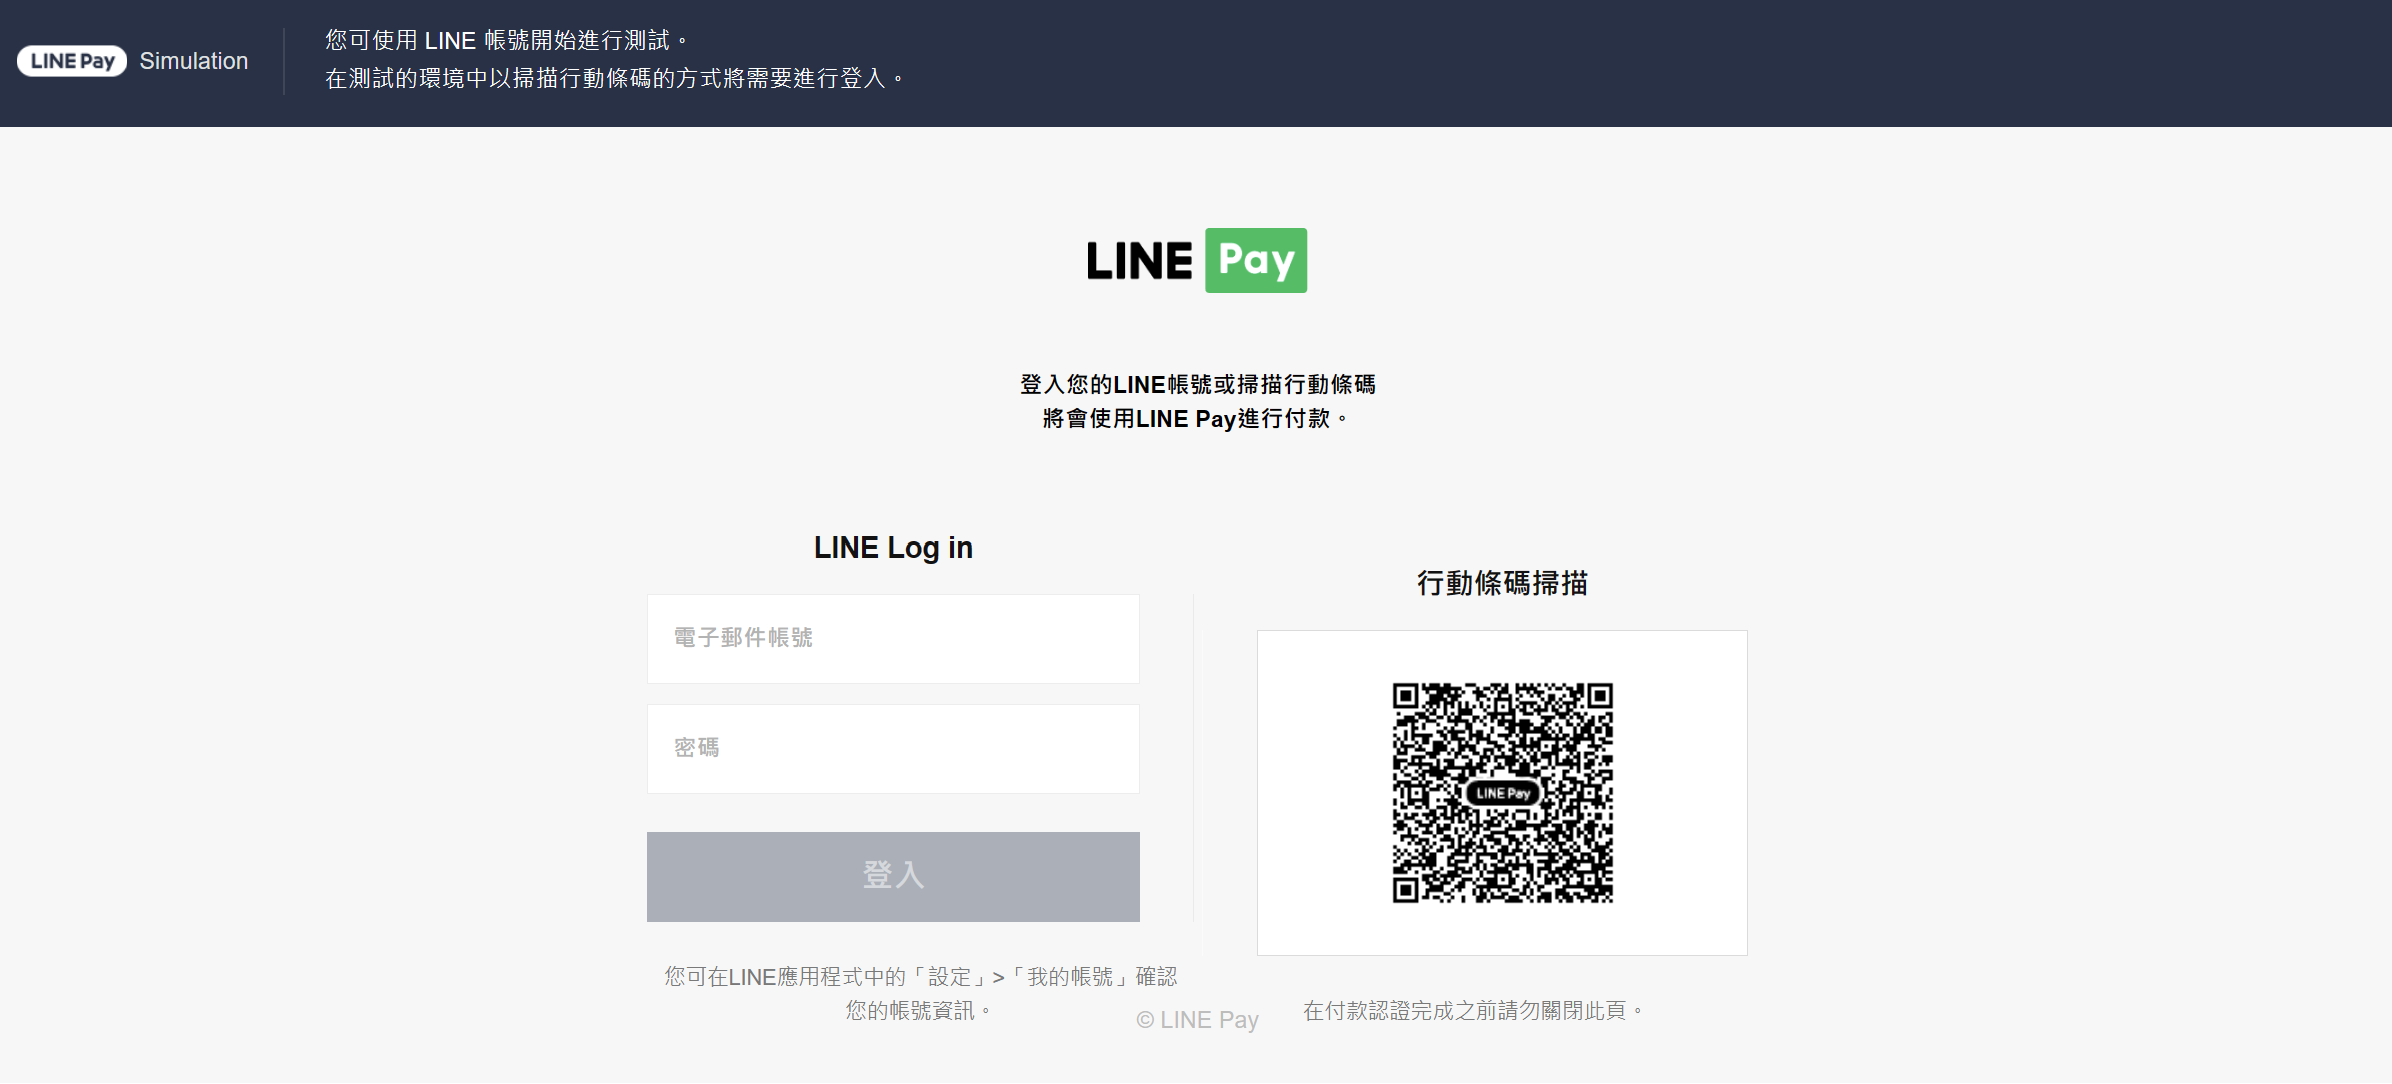 LINE Pay Simulation
您可使用 LINE 帳號開始進行測試。
在測試的環境中以掃描行動條碼的方式將需要進行登入。
LINE Pay
登入您的LINE帳號或掃描行動條碼
將會使用LINE Pay進行付款。
LINE Log in
電子郵件帳號
密碼
登入
您可在LINE應用程式中的「設定」>「我的帳號」確認
您的帳號資訊。
行動條碼掃描
LINE Pay
在付款認證完成之前請勿關閉此頁。
© LINE Pay